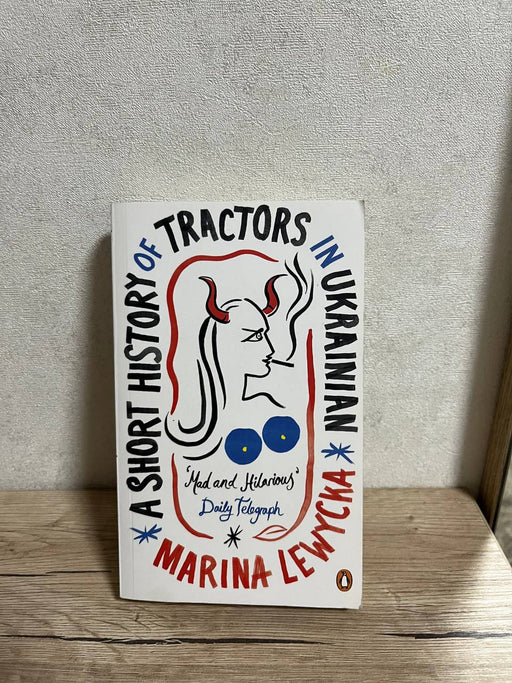 A SHORT HISTORY OF TRACTORS IN UKRAINIAN
'Mad and Hilarious'
Daily Telegraph
MARINA LEWYCKA